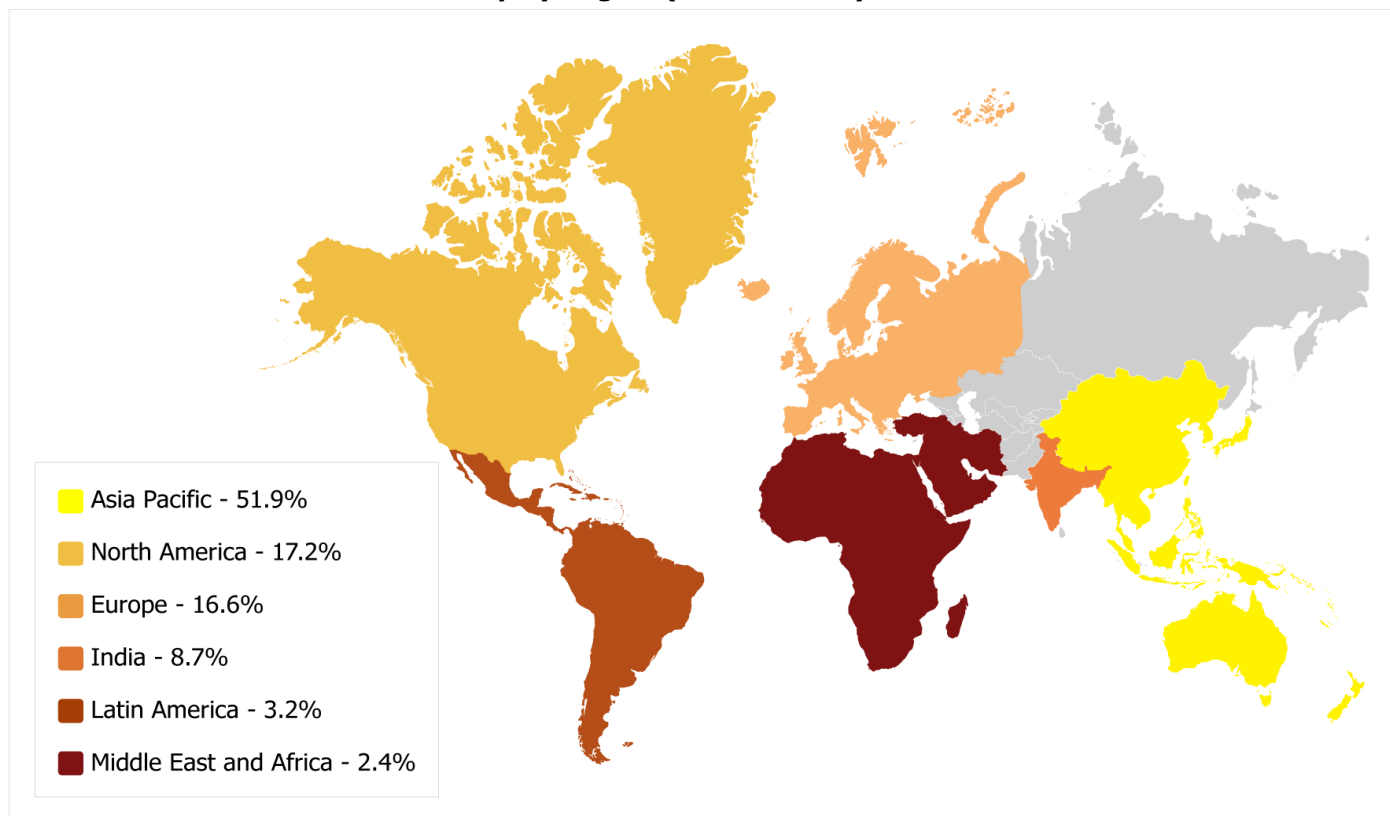 Asia Pacific - 51.9%
North America - 17.2%
Europe - 16.6%
India - 8.7%
Latin America - 3.2%
Middle East and Africa - 2.4%